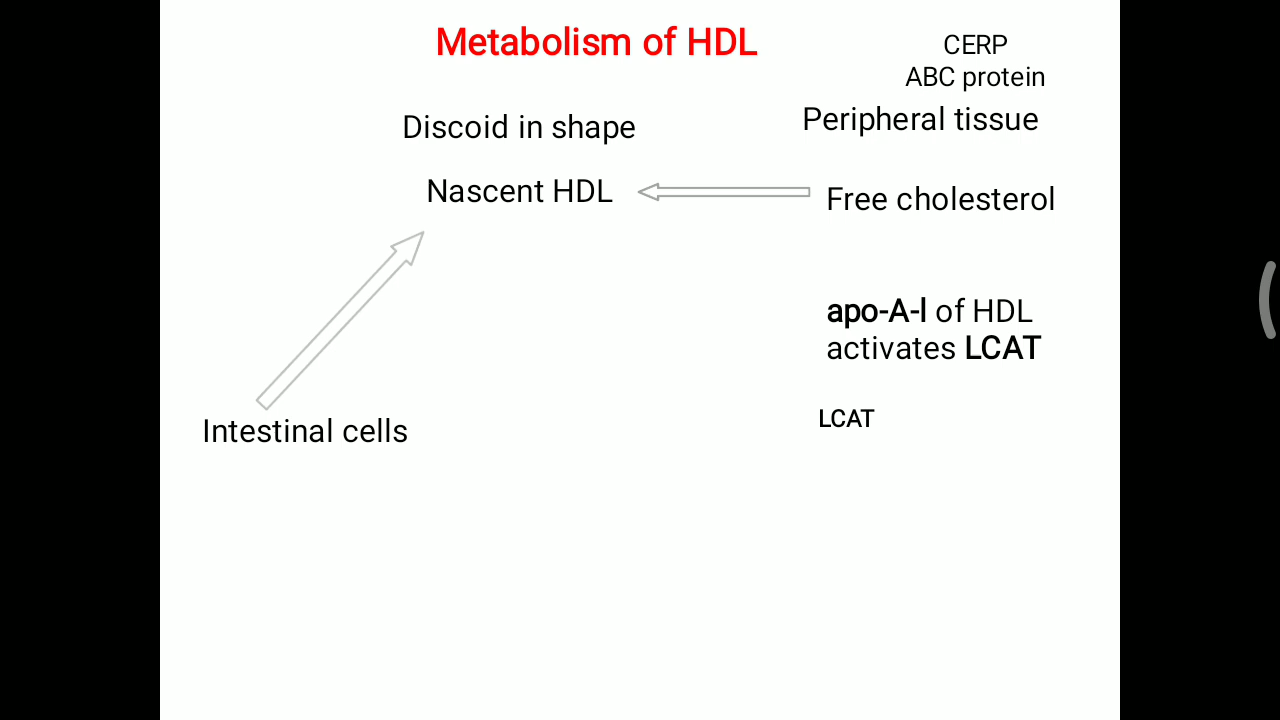 Metabolism of HDL
CERP
ABC protein
Discoid in shape
Peripheral tissue
Nascent HDL
Free cholesterol
apo-A-l of HDL
activates LCAT
LCAT
Intestinal cells